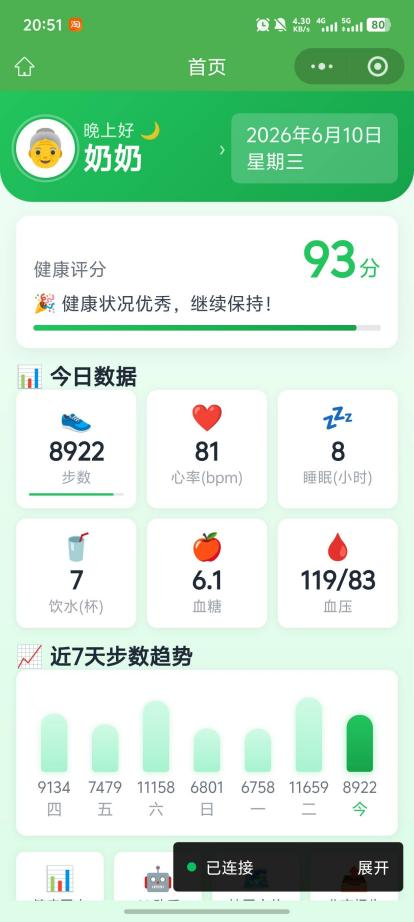 20:51 淘 4.30 KB/s 4G 5G 80
首页
晚上好
奶奶
›
2026年6月10日
星期三
健康评分
93分
健康状况优秀，继续保持！
今日数据
8922
步数
81
心率(bpm)
8
睡眠(小时)
7
饮水(杯)
6.1
血糖
119/83
血压
近7天步数趋势
9134 7479 11158 6801 6758 11659 8922
四 五 六 日 一 二 今
已连接 展开